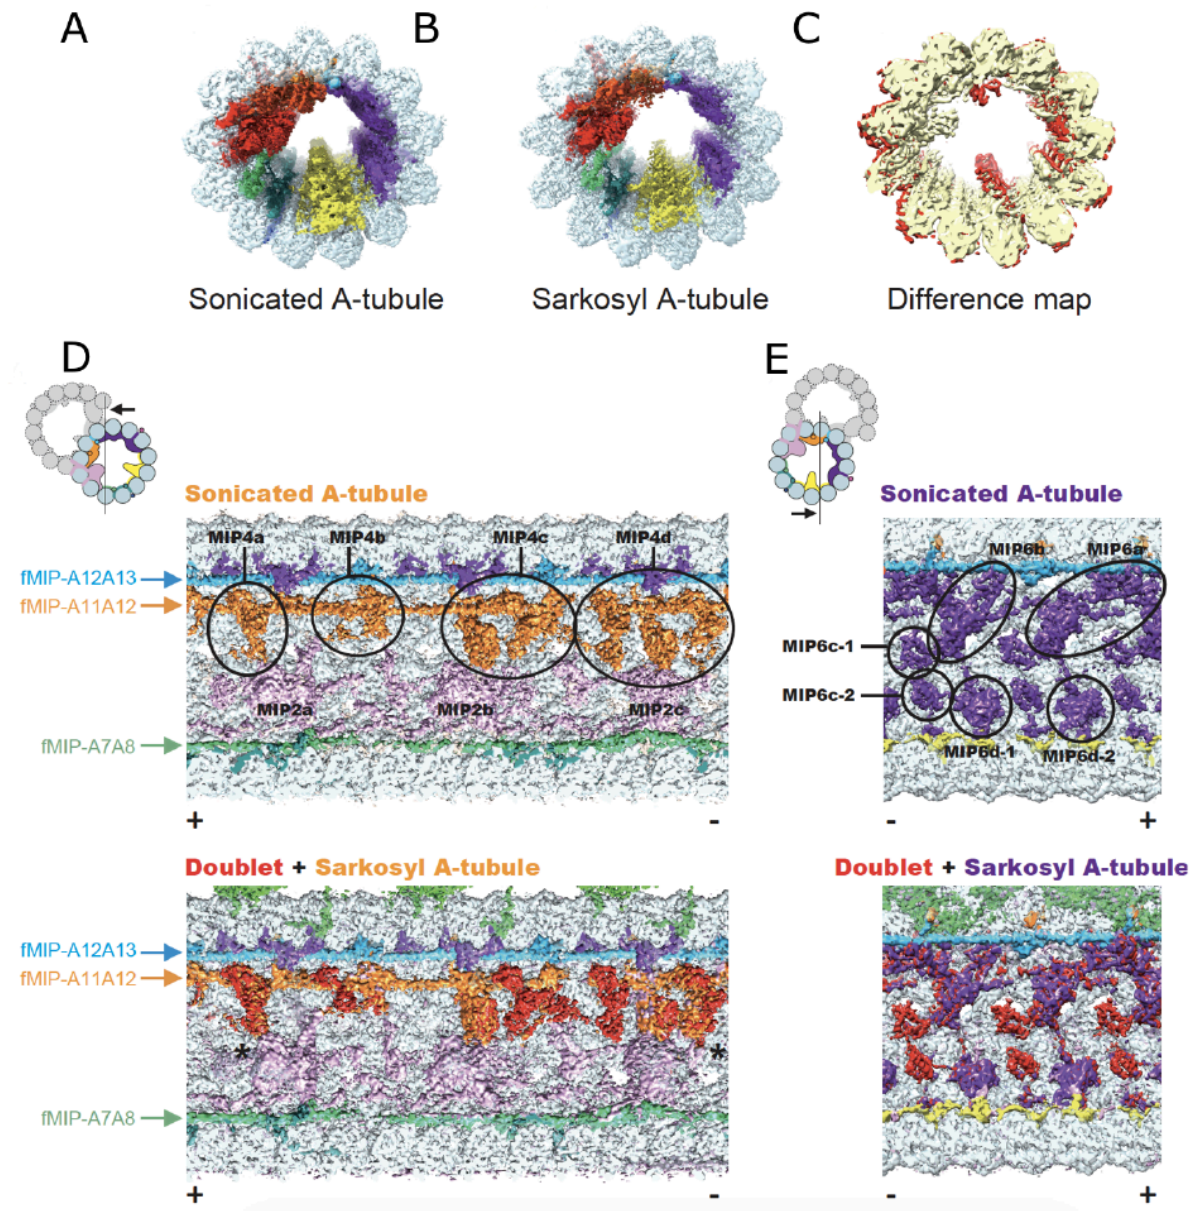 A
B
C
Sonicated A-tubule
Sarkosyl A-tubule
Difference map
D
Sonicated A-tubule
MIP4a
MIP4b
MIP4c
MIP4d
fMIP-A12A13
fMIP-A11A12
MIP2a
MIP2b
MIP2c
fMIP-A7A8
+
-
Doublet + Sarkosyl A-tubule
fMIP-A12A13
fMIP-A11A12
*
*
fMIP-A7A8
+
-
E
Sonicated A-tubule
MIP6b
MIP6a
MIP6c-1
MIP6c-2
MIP6d-1
MIP6d-2
-
+
Doublet + Sarkosyl A-tubule
-
+